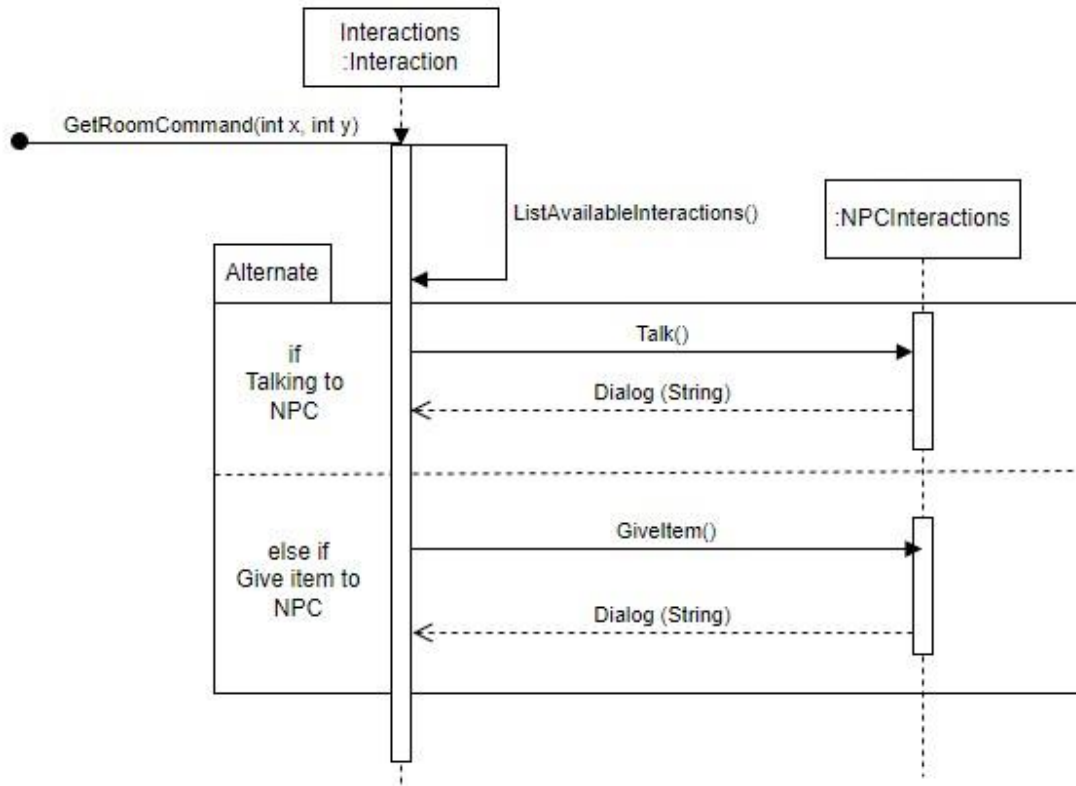 Interactions
:Interaction
GetRoomCommand(int x, int y)
ListAvailableInteractions()
:NPCInteractions
Alternate
if
Talking to
NPC
Talk()
Dialog (String)
else if
Give item to
NPC
GiveItem()
Dialog (String)